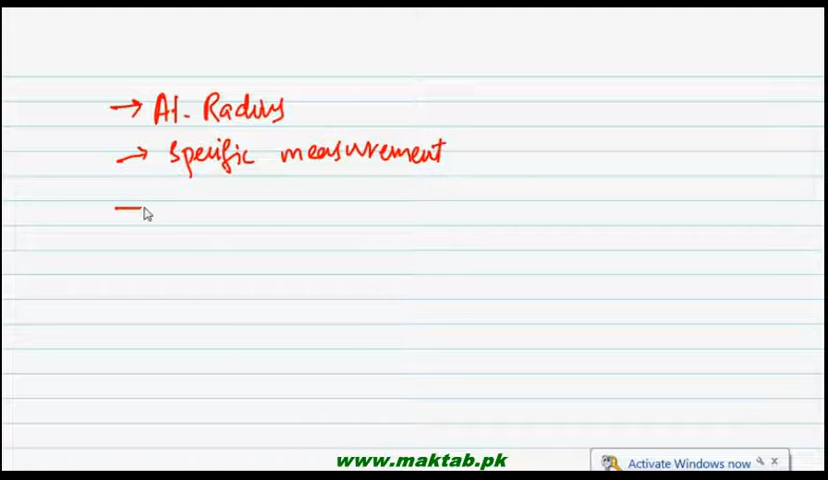 → At. Radius
→ Specific measurement
www.maktab.pk
Activate Windows now